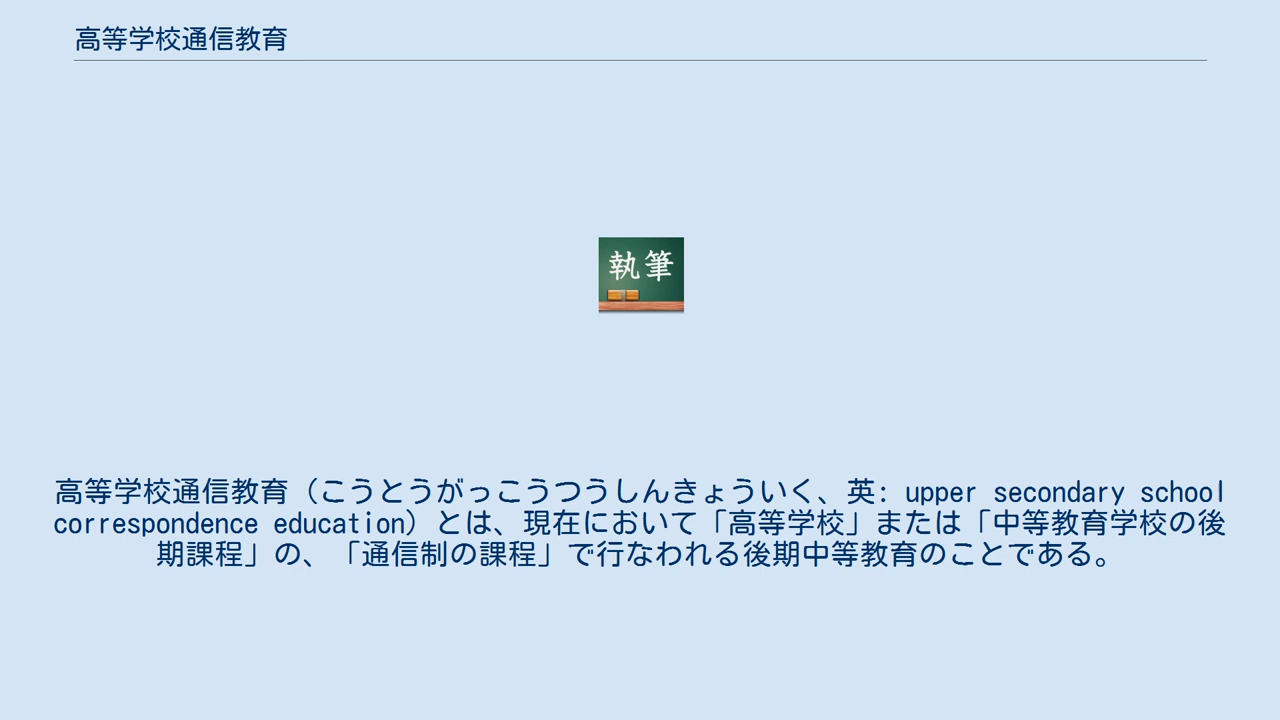 高等学校通信教育
執筆
高等学校通信教育（こうとうがっこうつうしんきょういく、英: upper secondary school
correspondence education）とは、現在において「高等学校」または「中等教育学校の後
期課程」の、「通信制の課程」で行なわれる後期中等教育のことである。